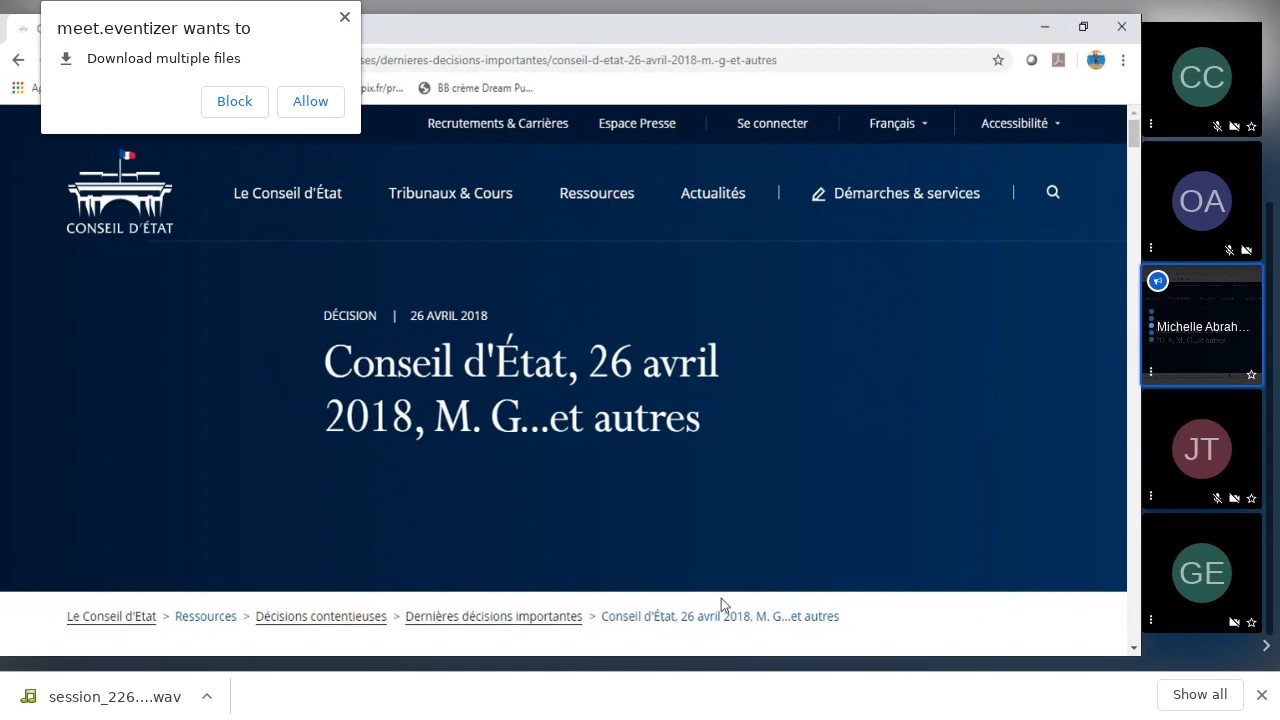 meet.eventizer wants to
Download multiple files
Block
Allow
ses/dernieres-decisions-importantes/conseil-d-etat-26-avril-2018-m.-g-et-autres
pix.fr/pr...
BB crème Dream Pu...
Recrutements & Carrières
Espace Presse
Se connecter
Français
Accessibilité
CONSEIL D'ÉTAT
Le Conseil d'État
Tribunaux & Cours
Ressources
Actualités
Démarches & services
DÉCISION | 26 AVRIL 2018
Conseil d'État, 26 avril
2018, M. G...et autres
Le Conseil d'Etat > Ressources > Décisions contentieuses > Dernières décisions importantes > Conseil d'État, 26 avril 2018, M. G...et autres
CC
OA
Michelle Abrah...
JT
GE
session_226....wav
Show all